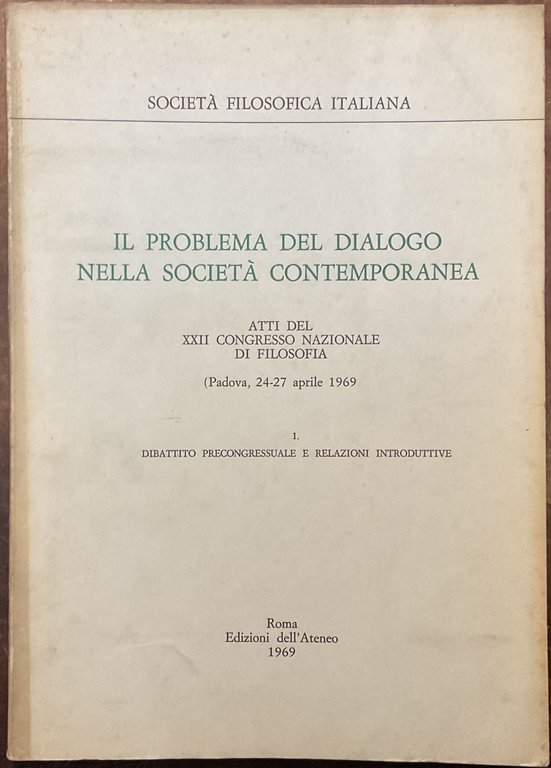 SOCIETÀ FILOSOFICA ITALIANA
IL PROBLEMA DEL DIALOGO
NELLA SOCIETÀ CONTEMPORANEA
ATTI DEL
XXII CONGRESSO NAZIONALE
DI FILOSOFIA
(Padova, 24-27 aprile 1969
1.
DIBATTITO PRECONGRESSUALE E RELAZIONI INTRODUTTIVE
Roma
Edizioni dell'Ateneo
1969